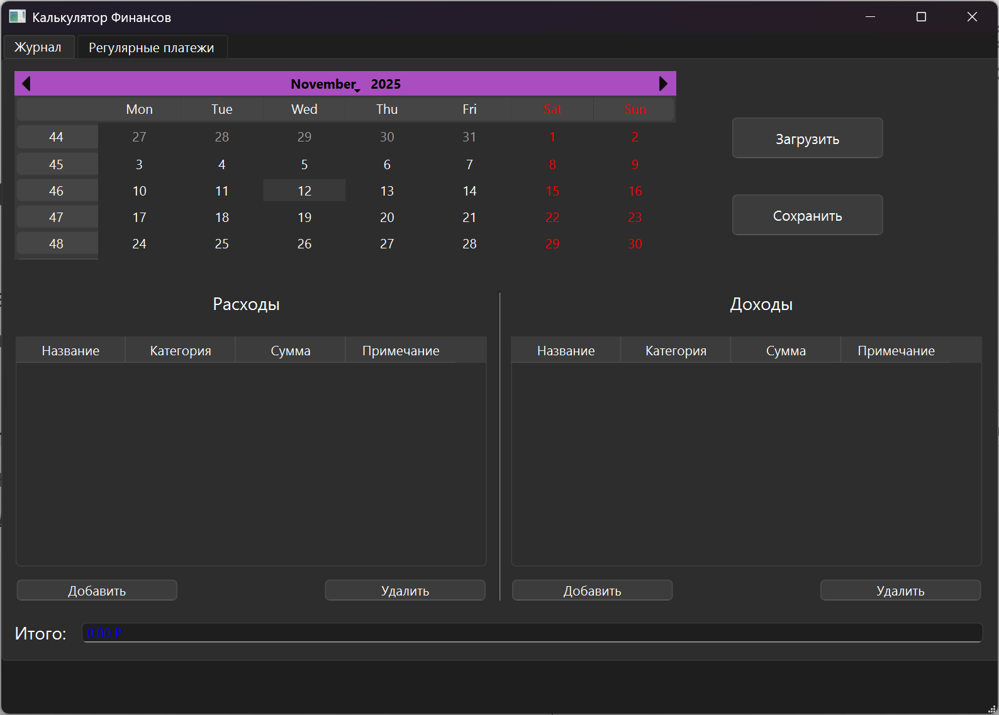 Калькулятор Финансов
Журнал Регулярные платежи
November 2025
Mon Tue Wed Thu Fri Sat Sun
44 27 28 29 30 31 1 2
45 3 4 5 6 7 8 9
46 10 11 12 13 14 15 16
47 17 18 19 20 21 22 23
48 24 25 26 27 28 29 30
Загрузить
Сохранить
Расходы
Название Категория Сумма Примечание
Добавить Удалить
Доходы
Название Категория Сумма Примечание
Добавить Удалить
Итого: 0.00 ₽